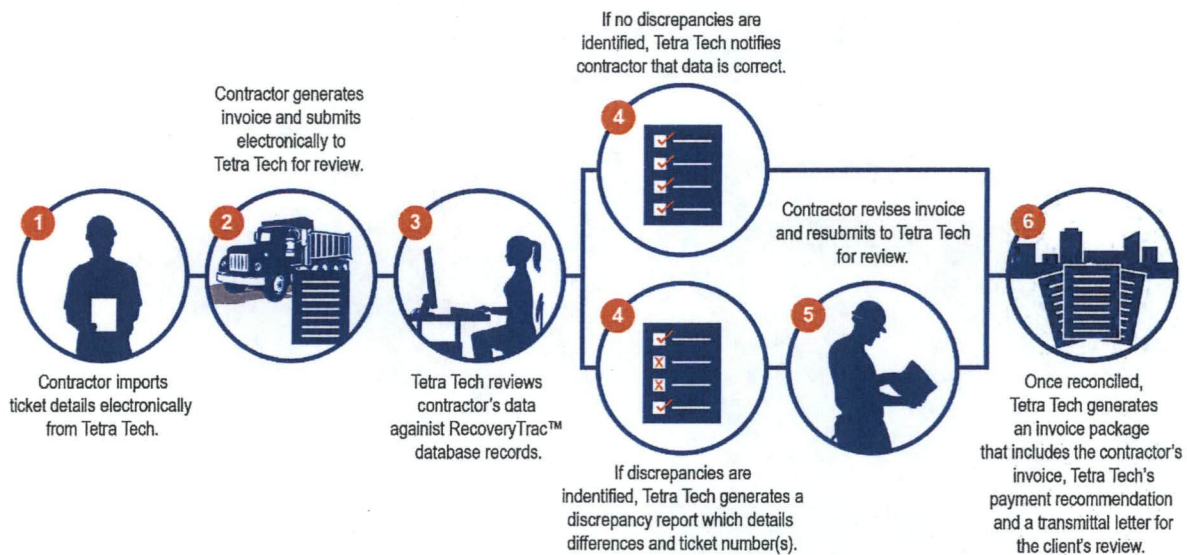 If no discrepancies are
identified, Tetra Tech notifies
contractor that data is correct.
Contractor generates
invoice and submits
electronically to
Tetra Tech for review.
4
1
2
3
Contractor revises invoice
and resubmits to Tetra Tech
for review.
6
4
5
Contractor imports
ticket details electronically
from Tetra Tech.
Tetra Tech reviews
contractor's data
againist RecoveryTrac™
database records.
If discrepancies are
indentified, Tetra Tech generates a
discrepancy report which details
differences and ticket number(s).
Once reconciled,
Tetra Tech generates
an invoice package
that includes the contractor's
invoice, Tetra Tech's
payment recommendation
and a transmittal letter for
the client's review.